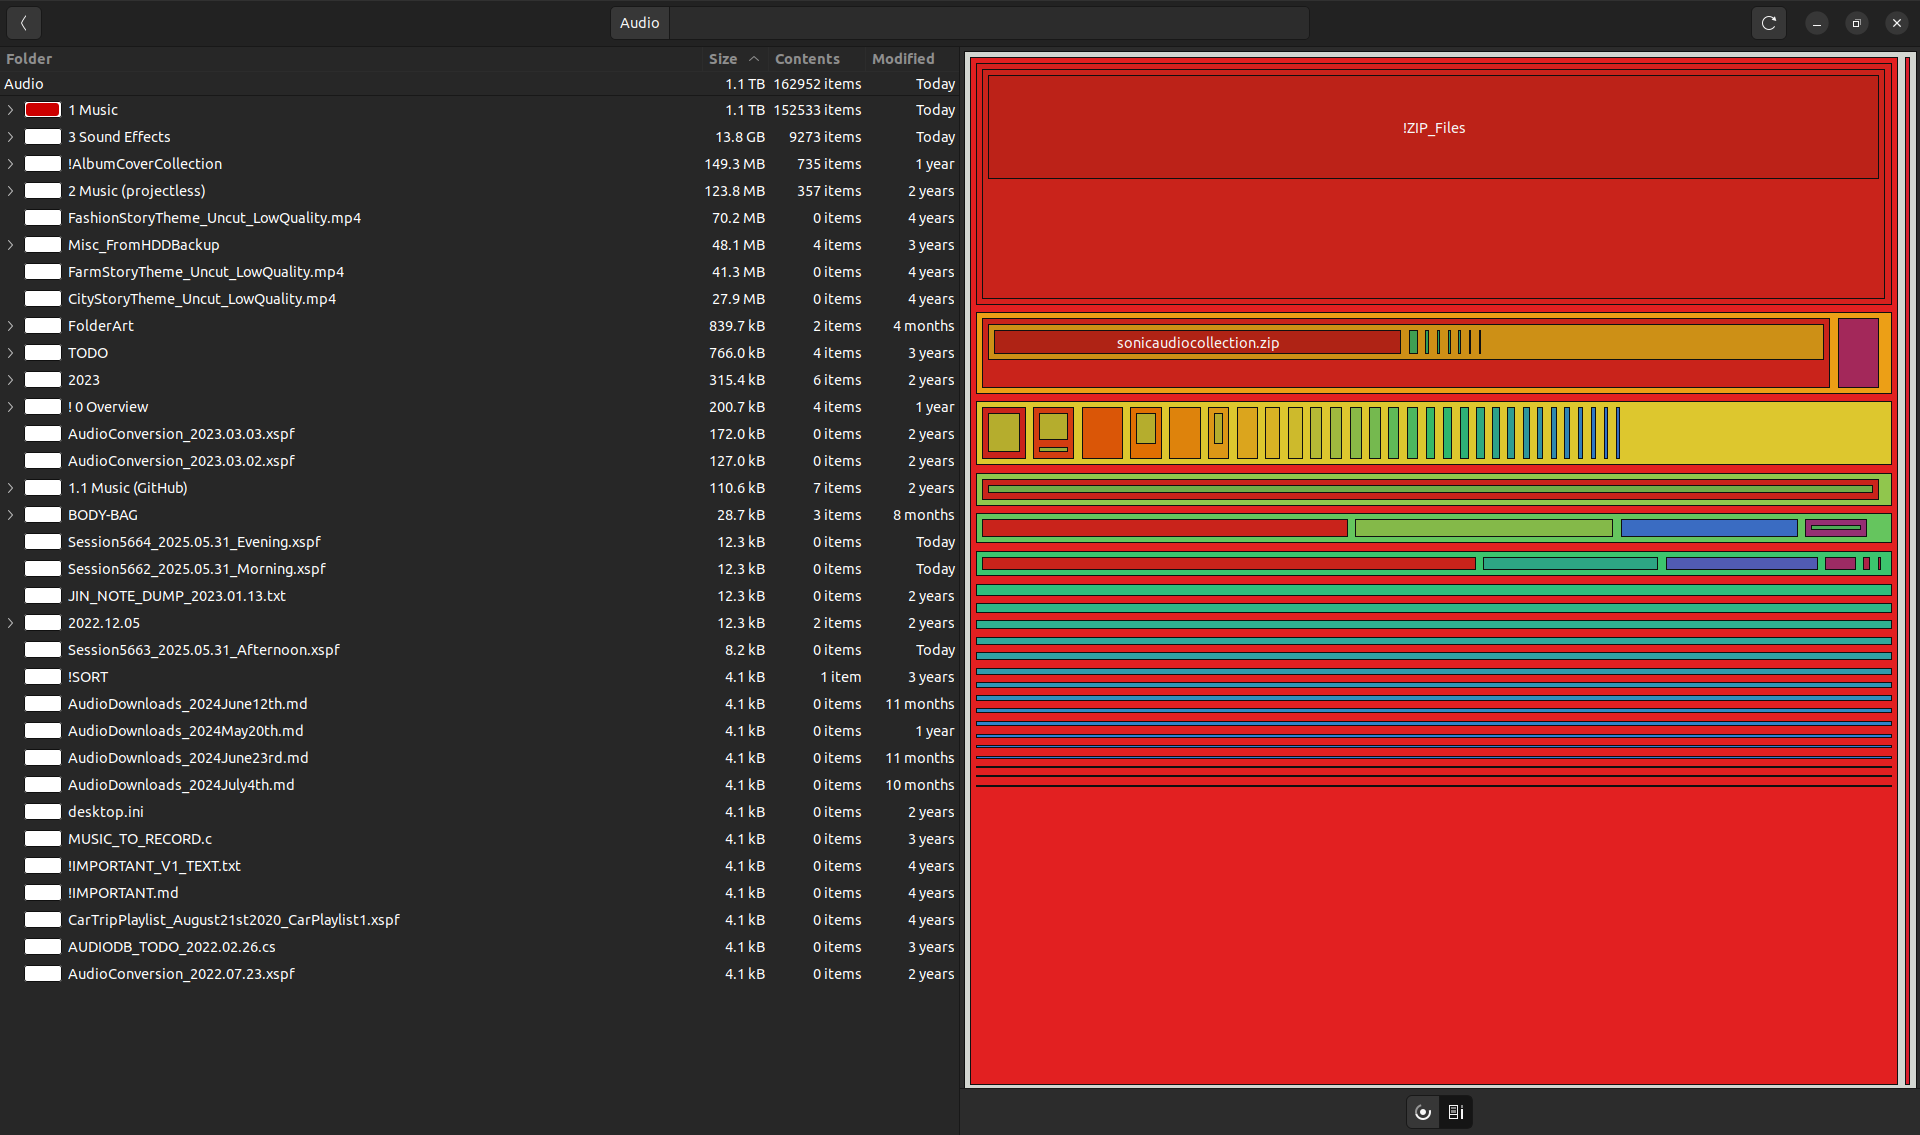 Audio
Folder Size Contents Modified
Audio 1.1 TB 162952 items Today
1 Music 1.1 TB 152533 items Today
3 Sound Effects 13.8 GB 9273 items Today
!AlbumCoverCollection 149.3 MB 735 items 1 year
2 Music (projectless) 123.8 MB 357 items 2 years
FashionStoryTheme_Uncut_LowQuality.mp4 70.2 MB 0 items 4 years
Misc_FromHDDBackup 48.1 MB 4 items 3 years
FarmStoryTheme_Uncut_LowQuality.mp4 41.3 MB 0 items 4 years
CityStoryTheme_Uncut_LowQuality.mp4 27.9 MB 0 items 4 years
FolderArt 839.7 kB 2 items 4 months
TODO 766.0 kB 4 items 3 years
2023 315.4 kB 6 items 2 years
! 0 Overview 200.7 kB 4 items 1 year
AudioConversion_2023.03.03.xspf 172.0 kB 0 items 2 years
AudioConversion_2023.03.02.xspf 127.0 kB 0 items 2 years
1.1 Music (GitHub) 110.6 kB 7 items 2 years
BODY-BAG 28.7 kB 3 items 8 months
Session5664_2025.05.31_Evening.xspf 12.3 kB 0 items Today
Session5662_2025.05.31_Morning.xspf 12.3 kB 0 items Today
JIN_NOTE_DUMP_2023.01.13.txt 12.3 kB 0 items 2 years
2022.12.05 12.3 kB 2 items 2 years
Session5663_2025.05.31_Afternoon.xspf 8.2 kB 0 items Today
!SORT 4.1 kB 1 item 3 years
AudioDownloads_2024June12th.md 4.1 kB 0 items 11 months
AudioDownloads_2024May20th.md 4.1 kB 0 items 1 year
AudioDownloads_2024June23rd.md 4.1 kB 0 items 11 months
AudioDownloads_2024July4th.md 4.1 kB 0 items 10 months
desktop.ini 4.1 kB 0 items 2 years
MUSIC_TO_RECORD.c 4.1 kB 0 items 3 years
!IMPORTANT_V1_TEXT.txt 4.1 kB 0 items 4 years
!IMPORTANT.md 4.1 kB 0 items 4 years
CarTripPlaylist_August21st2020_CarPlaylist1.xspf 4.1 kB 0 items 4 years
AUDIODB_TODO_2022.02.26.cs 4.1 kB 0 items 3 years
AudioConversion_2022.07.23.xspf 4.1 kB 0 items 2 years
!ZIP_Files
sonicaudiocollection.zip